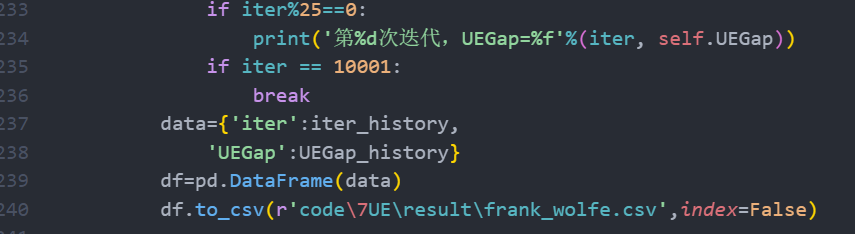 233 if iter%25==0:
234 print('第%d次迭代，UEGap=%f'%(iter, self.UEGap))
235 if iter == 10001:
236 break
237 data={'iter':iter_history,
238 'UEGap':UEGap_history}
239 df=pd.DataFrame(data)
240 df.to_csv(r'code\7UE\result\frank_wolfe.csv',index=False)